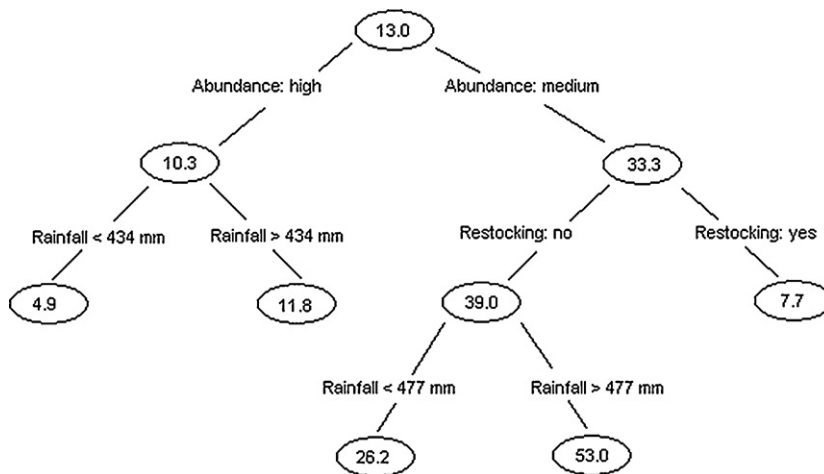 13.0
Abundance: high
Abundance: medium
10.3
33.3
Rainfall < 434 mm
Rainfall > 434 mm
Restocking: no
Restocking: yes
4.9
11.8
39.0
7.7
Rainfall < 477 mm
Rainfall > 477 mm
26.2
53.0